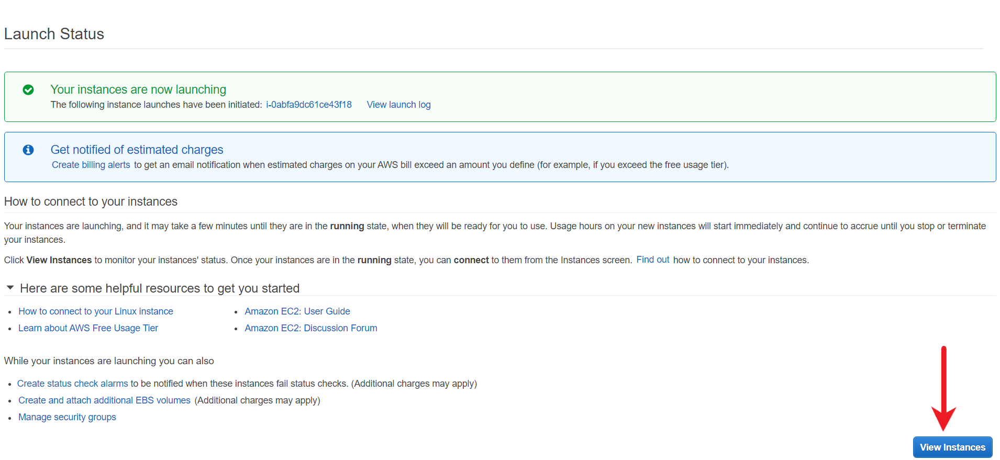 Launch Status
Your instances are now launching
The following instance launches have been initiated: i-0abfa9dc61ce43f18 View launch log
Get notified of estimated charges
Create billing alerts to get an email notification when estimated charges on your AWS bill exceed an amount you define (for example, if you exceed the free usage tier).
How to connect to your instances
Your instances are launching, and it may take a few minutes until they are in the running state, when they will be ready for you to use. Usage hours on your new instances will start immediately and continue to accrue until you stop or terminate
your instances.
Click View Instances to monitor your instances' status. Once your instances are in the running state, you can connect to them from the Instances screen. Find out how to connect to your instances.
Here are some helpful resources to get you started
How to connect to your Linux instance
Learn about AWS Free Usage Tier
Amazon EC2: User Guide
Amazon EC2: Discussion Forum
While your instances are launching you can also
Create status check alarms to be notified when these instances fail status checks. (Additional charges may apply)
Create and attach additional EBS volumes (Additional charges may apply)
Manage security groups
View Instances